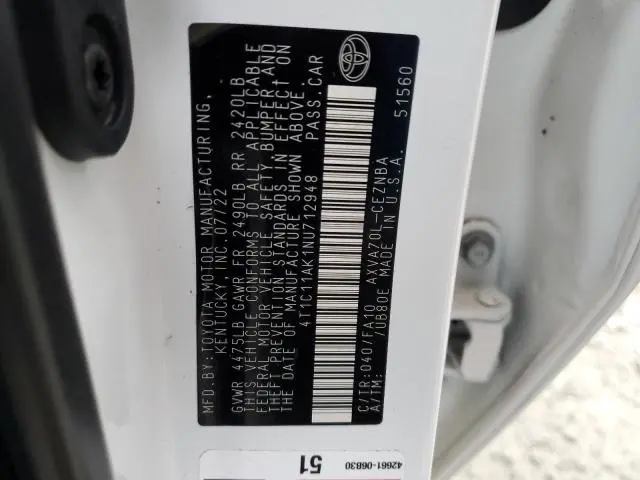 MFD.BY:TOYOTA MOTOR MANUFACTURING,
KENTUCKY,INC. 07/22
GVWR 4475LB GAWR FR 2490LB RR 2420LB
THIS VEHICLE CONFORMS TO ALL APPLICABLE
FEDERAL MOTOR VEHICLE SAFETY, BUMPER, AND
THEFT PREVENTION STANDARDS IN EFFECT ON
THE DATE OF MANUFACTURE SHOWN ABOVE.
4T1C11AK1NU712948 PASS.CAR
C/TR:040/FA10 AXVA70L-CEZNBA
A/TM: /UB80E MADE IN U.S.A. 51560
42661-06B30
51